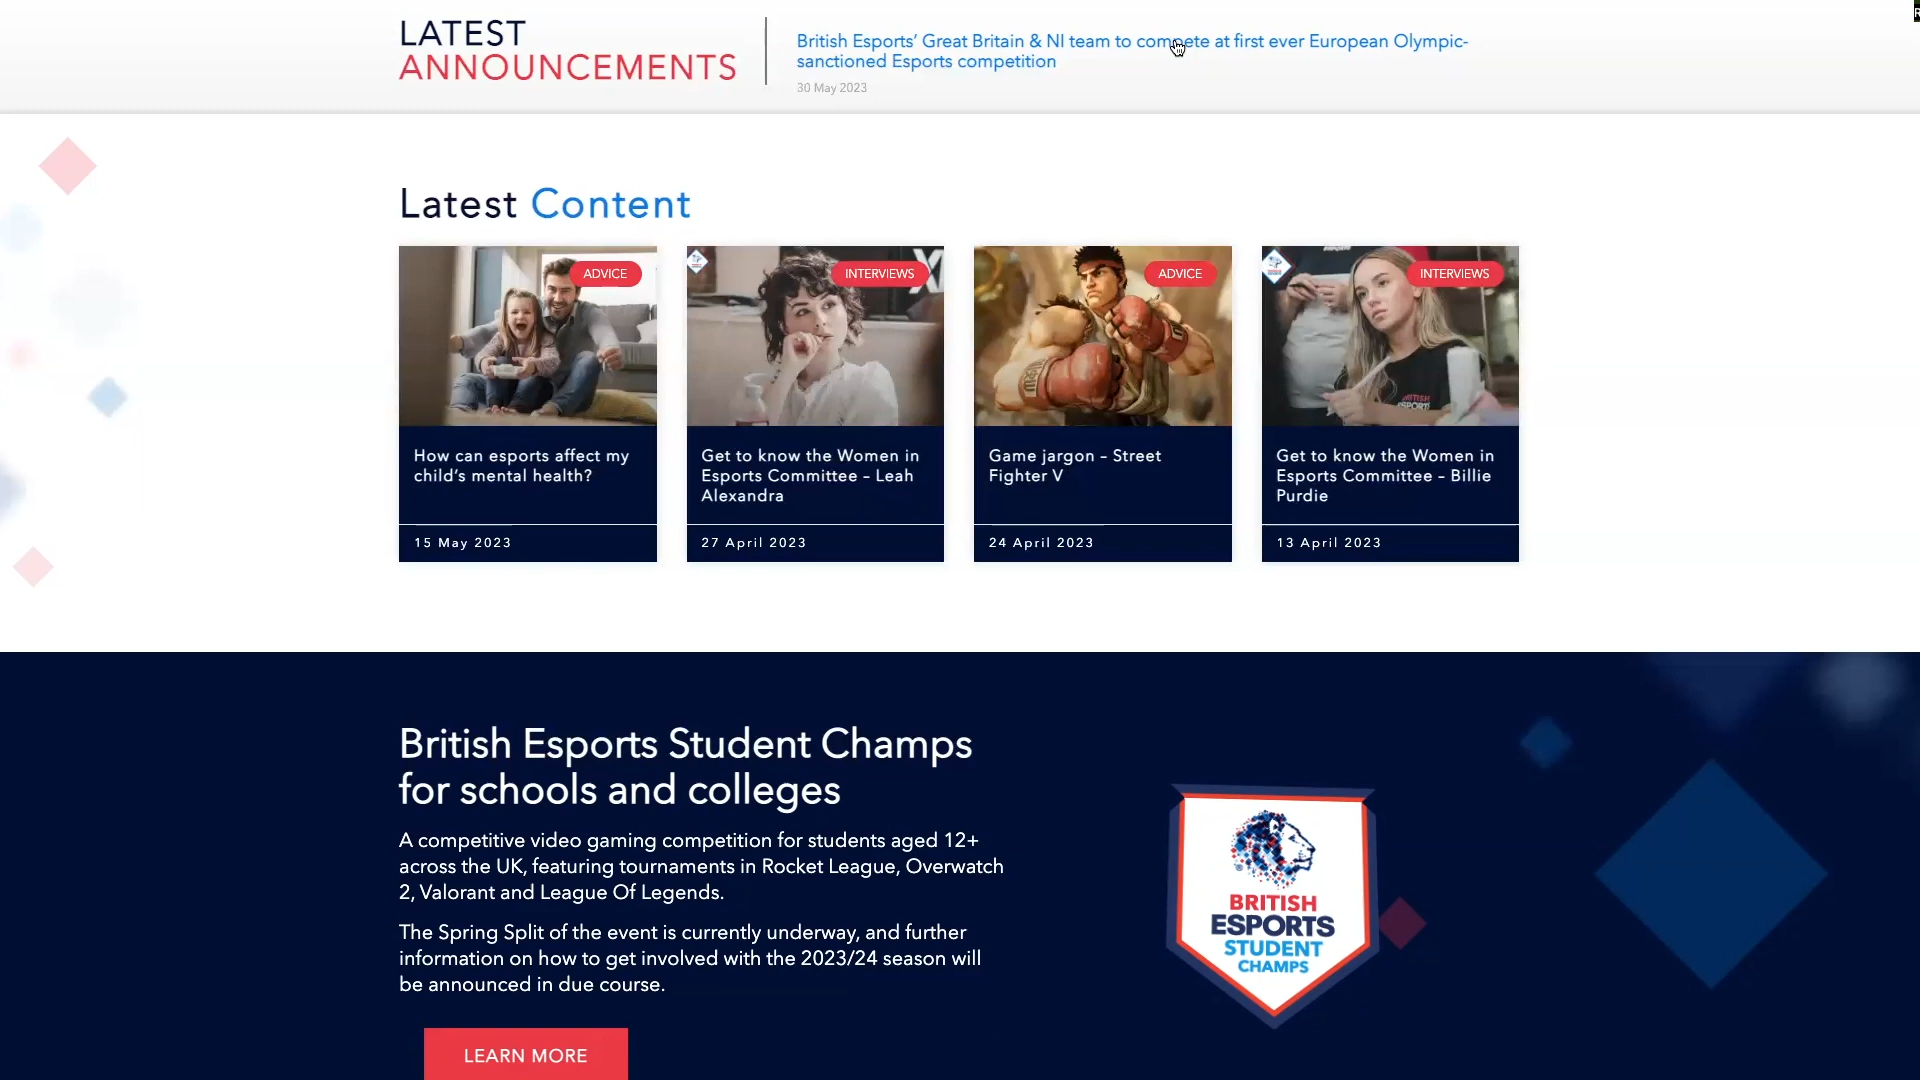 LATEST
ANNOUNCEMENTS
British Esports' Great Britain & NI team to compete at first ever European Olympic-
sanctioned Esports competition
30 May 2023
Latest Content
ADVICE
INTERVIEWS
ADVICE
INTERVIEWS
How can esports affect my
child's mental health?
15 May 2023
Get to know the Women in
Esports Committee – Leah
Alexandra
27 April 2023
Game jargon – Street
Fighter V
24 April 2023
BRITISH
ESPORTS
Get to know the Women in
Esports Committee – Billie
Purdie
13 April 2023
British Esports Student Champs
for schools and colleges
A competitive video gaming competition for students aged 12+
across the UK, featuring tournaments in Rocket League, Overwatch
2, Valorant and League Of Legends.
The Spring Split of the event is currently underway, and further
information on how to get involved with the 2023/24 season will
be announced in due course.
LEARN MORE
BRITISH
ESPORTS
STUDENT
CHAMPS